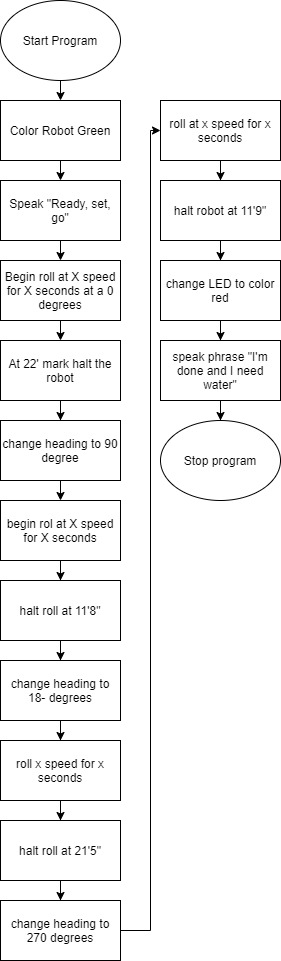 Start Program
Color Robot Green
Speak "Ready, set,
go"
Begin roll at X speed
for X seconds at a 0
degrees
At 22' mark halt the
robot
change heading to 90
degree
begin rol at X speed
for X seconds
halt roll at 11'8"
change heading to
18- degrees
roll x speed for x
seconds
halt roll at 21'5"
change heading to
270 degrees
roll at x speed for x
seconds
halt robot at 11'9"
change LED to color
red
speak phrase "I'm
done and I need
water"
Stop program